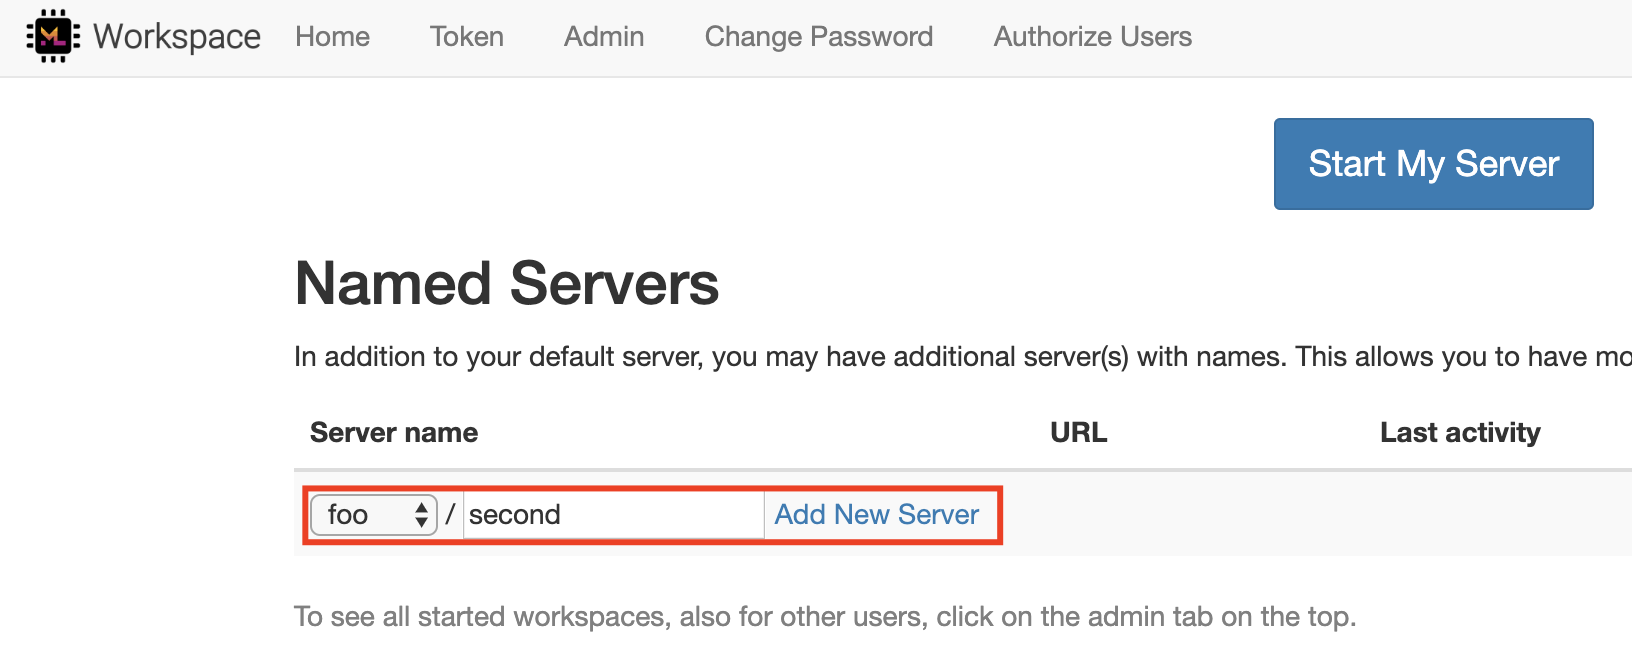 ML Workspace Home Token Admin Change Password Authorize Users
Start My Server
Named Servers
In addition to your default server, you may have additional server(s) with names. This allows you to have mo
Server name URL Last activity
foo / second Add New Server
To see all started workspaces, also for other users, click on the admin tab on the top.